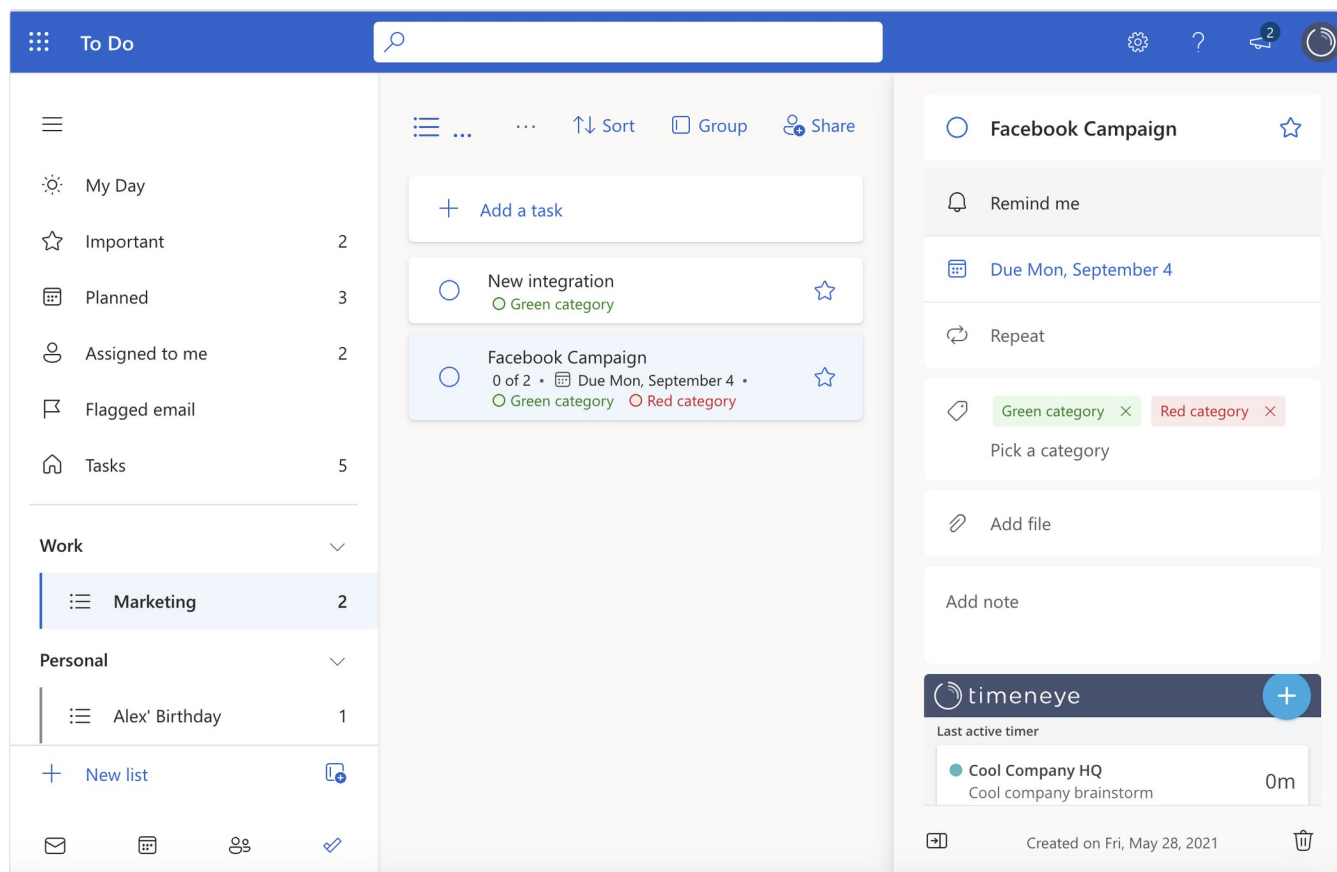 To Do
2
My Day
Important 2
Planned 3
Assigned to me 2
Flagged email
Tasks 5
Work
Marketing 2
Personal
Alex' Birthday 1
New list
... ... Sort Group Share
Add a task
New integration
Green category
Facebook Campaign
0 of 2 • Due Mon, September 4 •
Green category Red category
Facebook Campaign
Remind me
Due Mon, September 4
Repeat
Green category Red category
Pick a category
Add file
Add note
timeneye
Last active timer
Cool Company HQ
Cool company brainstorm 0m
Created on Fri, May 28, 2021